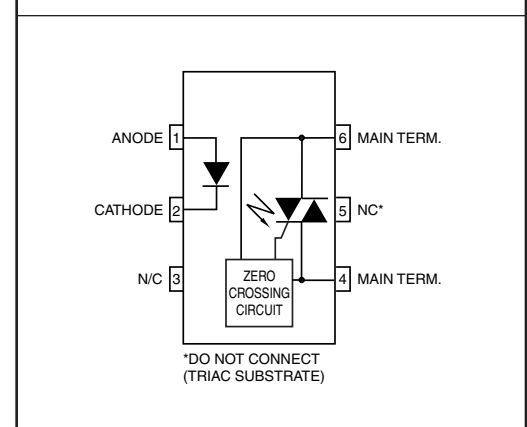 ANODE 1
6 MAIN TERM.
CATHODE 2
5 NC*
N/C 3
ZERO
CROSSING
CIRCUIT
4 MAIN TERM.
*DO NOT CONNECT
(TRIAC SUBSTRATE)